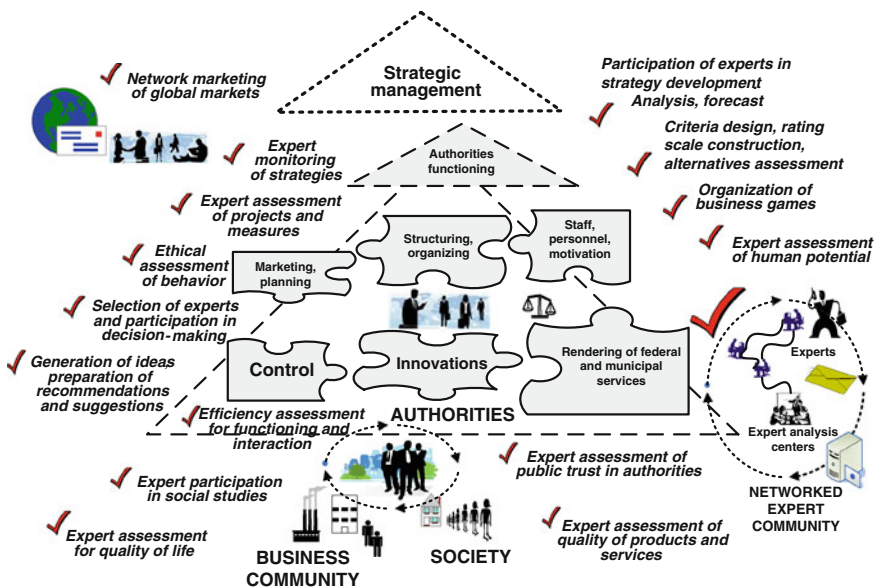 Strategic
management
Network marketing
of global markets
Participation of experts in
strategy development
Analysis, forecast
Criteria design, rating
scale construction,
alternatives assessment
Expert
monitoring
of strategies
Authorities
functioning
Organization of
business games
Expert assessment
of projects and
measures
Structuring,
organizing
Staff,
personnel,
motivation
Expert assessment
of human potential
Ethical
assessment
of behavior
Marketing,
planning
Selection of experts
and participation in
decision-making
Generation of ideas,
preparation of
recommendations
and suggestions
Control
Innovations
Rendering of federal
and municipal
services
Experts
Expert analysis
centers
NETWORKED
EXPERT
COMMUNITY
Efficiency assessment
for functioning and
interaction
AUTHORITIES
Expert participation
in social studies
Expert assessment of
public trust in authorities
Expert assessment
for quality of life
BUSINESS
COMMUNITY
SOCIETY
Expert assessment of
quality of products and
services